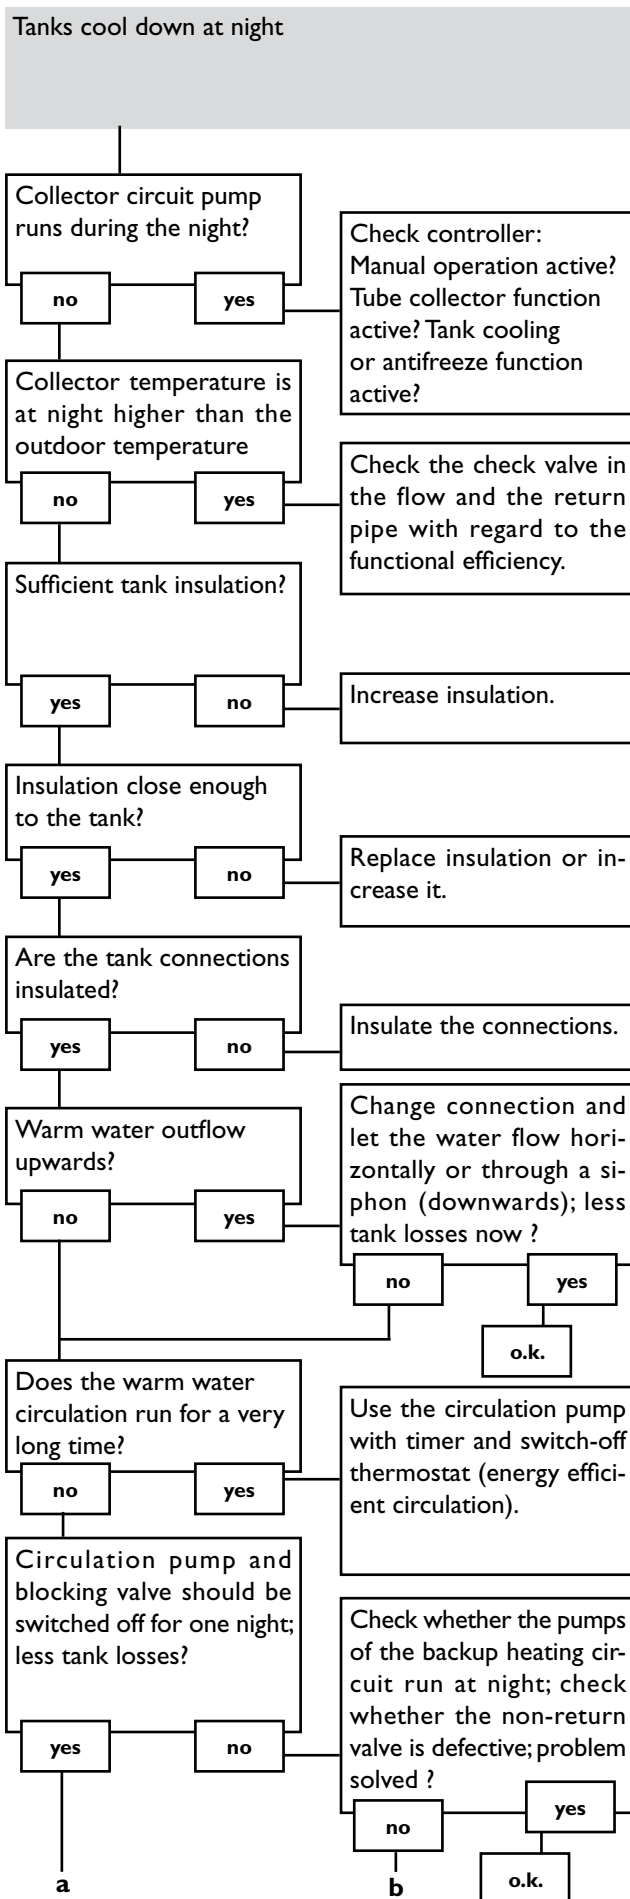 Tanks cool down at night
Collector circuit pump
runs during the night?
no
yes
Check controller:
Manual operation active?
Tube collector function
active? Tank cooling
or antifreeze function
active?
Collector temperature is
at night higher than the
outdoor temperature
no
yes
Check the check valve in
the flow and the return
pipe with regard to the
functional efficiency.
Sufficient tank insulation?
yes
no
Increase insulation.
Insulation close enough
to the tank?
yes
no
Replace insulation or in-
crease it.
Are the tank connections
insulated?
yes
no
Insulate the connections.
Warm water outflow
upwards?
no
yes
Change connection and
let the water flow hori-
zontally or through a si-
phon (downwards); less
tank losses now ?
no
yes
o.k.
Does the warm water
circulation run for a very
long time?
no
yes
Use the circulation pump
with timer and switch-off
thermostat (energy effici-
ent circulation).
Circulation pump and
blocking valve should be
switched off for one night;
less tank losses?
yes
no
Check whether the pumps
of the backup heating cir-
cuit run at night; check
whether the non-return
valve is defective; problem
solved ?
no
yes
a
b
o.k.